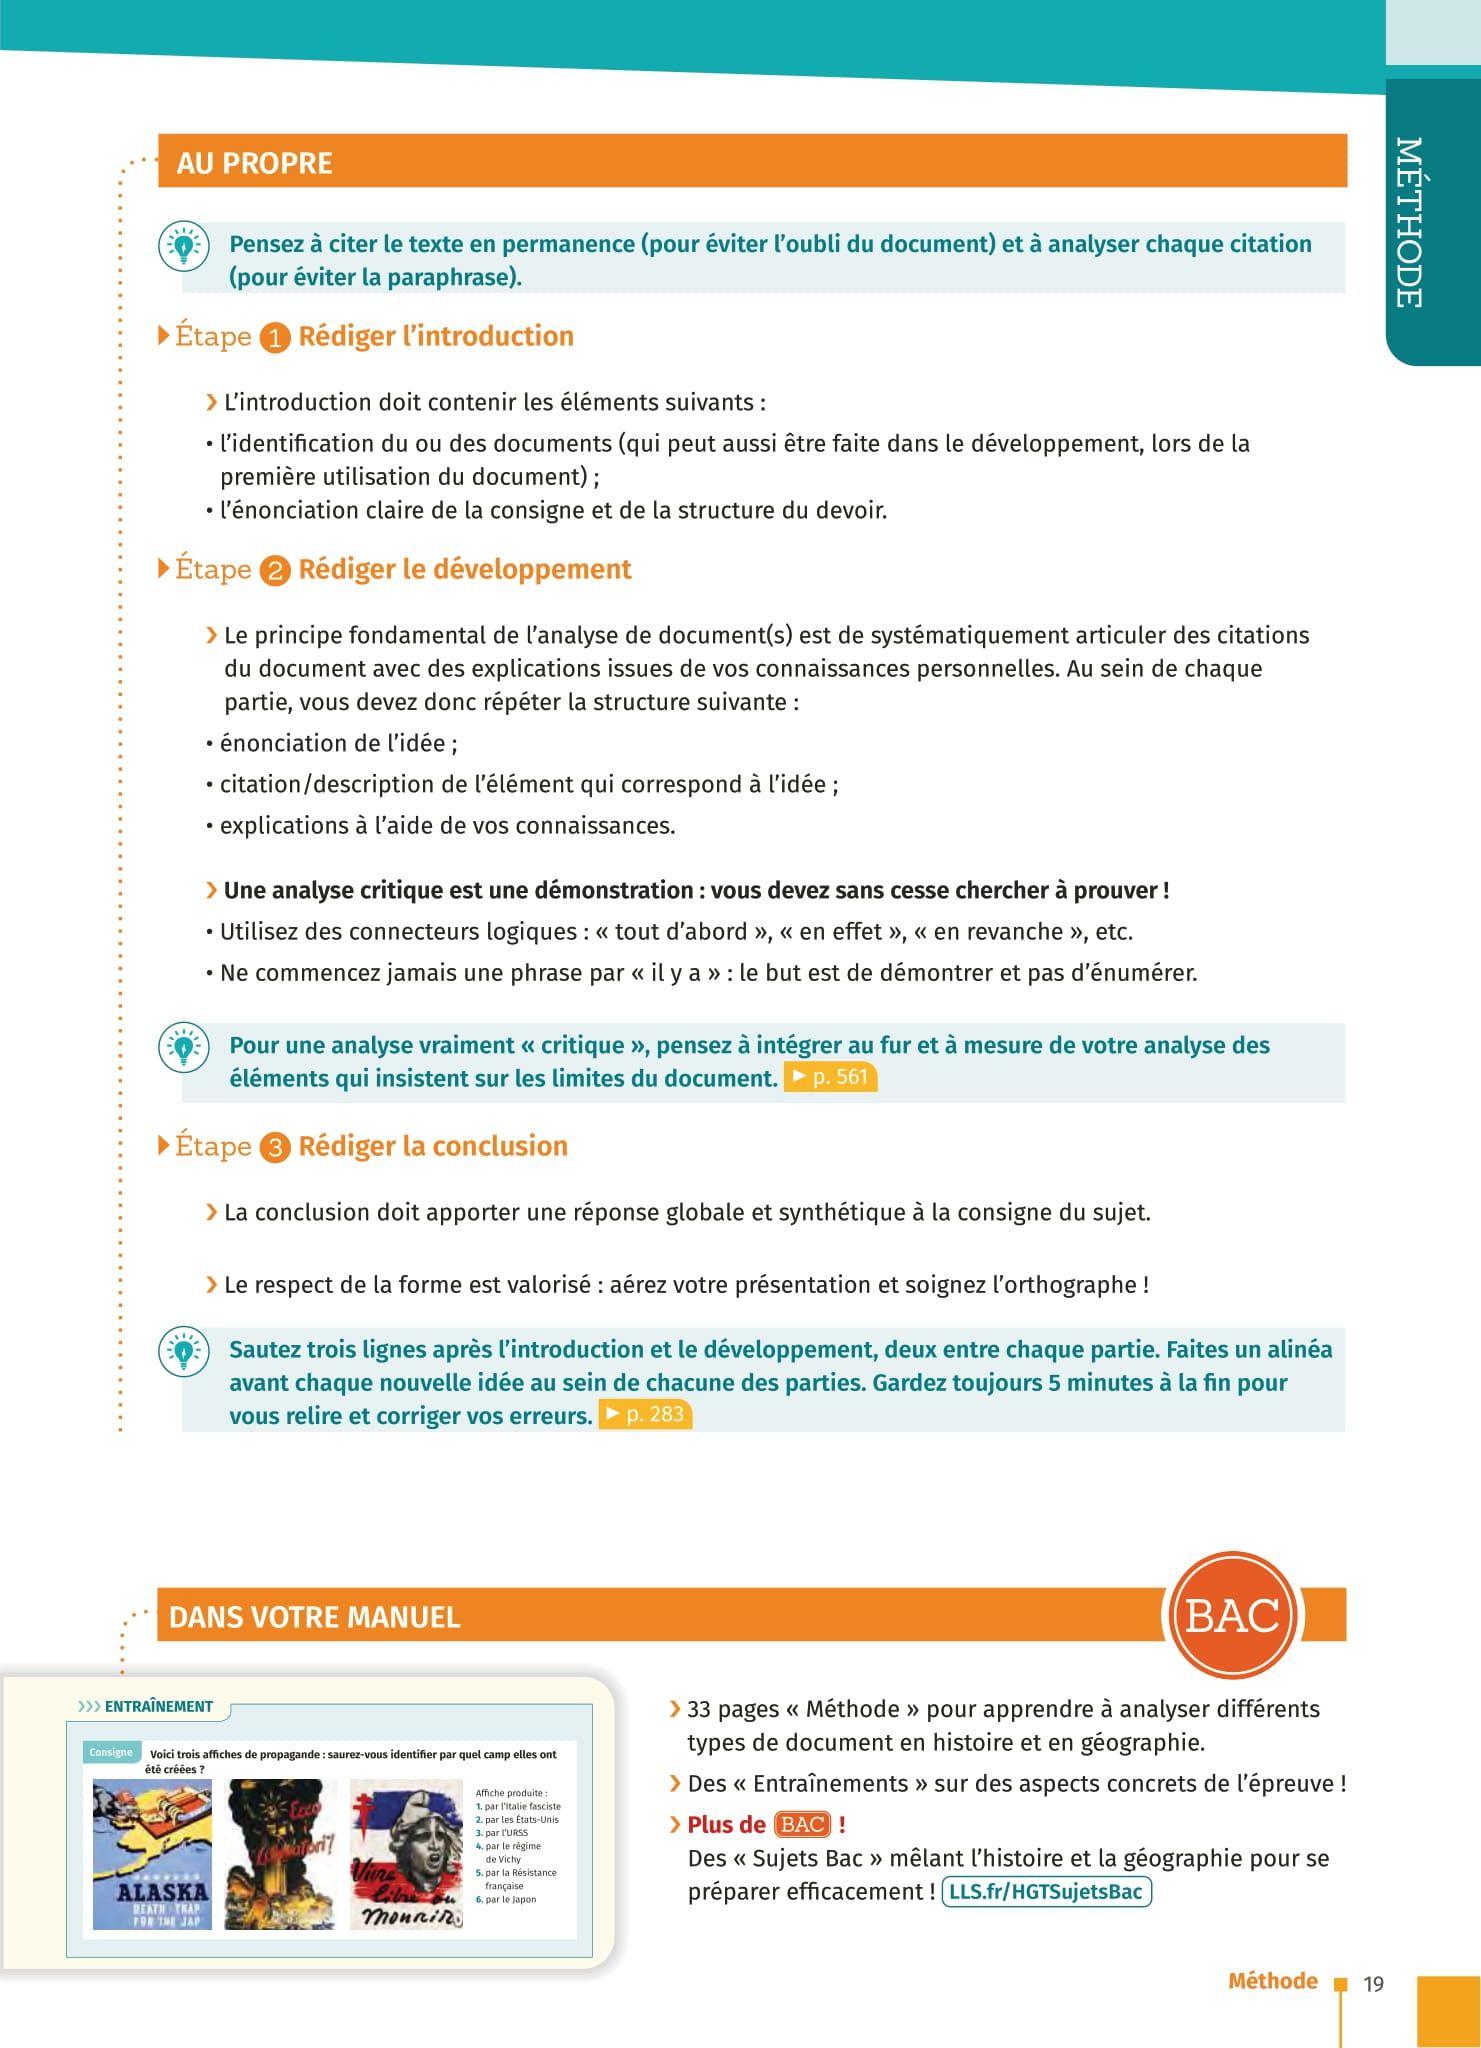 MÉTHODE
AU PROPRE
Pensez à citer le texte en permanence (pour éviter l’oubli du document) et à analyser chaque citation
(pour éviter la paraphrase).
Étape 1 Rédiger l’introduction
L’introduction doit contenir les éléments suivants :
• l’identification du ou des documents (qui peut aussi être faite dans le développement, lors de la
première utilisation du document) ;
• l’énonciation claire de la consigne et de la structure du devoir.
Étape 2 Rédiger le développement
Le principe fondamental de l’analyse de document(s) est de systématiquement articuler des citations
du document avec des explications issues de vos connaissances personnelles. Au sein de chaque
partie, vous devez donc répéter la structure suivante :
• énonciation de l’idée ;
• citation/description de l’élément qui correspond à l’idée ;
• explications à l’aide de vos connaissances.
Une analyse critique est une démonstration : vous devez sans cesse chercher à prouver !
• Utilisez des connecteurs logiques : « tout d’abord », « en effet », « en revanche », etc.
• Ne commencez jamais une phrase par « il y a » : le but est de démontrer et pas d’énumérer.
Pour une analyse vraiment « critique », pensez à intégrer au fur et à mesure de votre analyse des
éléments qui insistent sur les limites du document. ► p. 561
Étape 3 Rédiger la conclusion
La conclusion doit apporter une réponse globale et synthétique à la consigne du sujet.
Le respect de la forme est valorisé : aérez votre présentation et soignez l’orthographe !
Sautez trois lignes après l’introduction et le développement, deux entre chaque partie. Faites un alinéa
avant chaque nouvelle idée au sein de chacune des parties. Gardez toujours 5 minutes à la fin pour
vous relire et corriger vos erreurs. ► p. 283
DANS VOTRE MANUEL
BAC
ENTRAÎNEMENT
Consigne Voici trois affiches de propagande : saurez-vous identifier par quel camp elles ont
été créées ?
ALASKA
DEATH-TRAP
FOR THE JAP
Ecco
i liberatori!
Vivre
libre ou
mourir.
Affiche produite :
1. par l’Italie fasciste
2. par les États-Unis
3. par l’URSS
4. par le régime
de Vichy
5. par la Résistance
française
6. par le Japon
33 pages « Méthode » pour apprendre à analyser différents
types de document en histoire et en géographie.
Des « Entraînements » sur des aspects concrets de l’épreuve !
Plus de BAC !
Des « Sujets Bac » mêlant l’histoire et la géographie pour se
préparer efficacement ! LLS.fr/HGTSujetsBac
Méthode 19